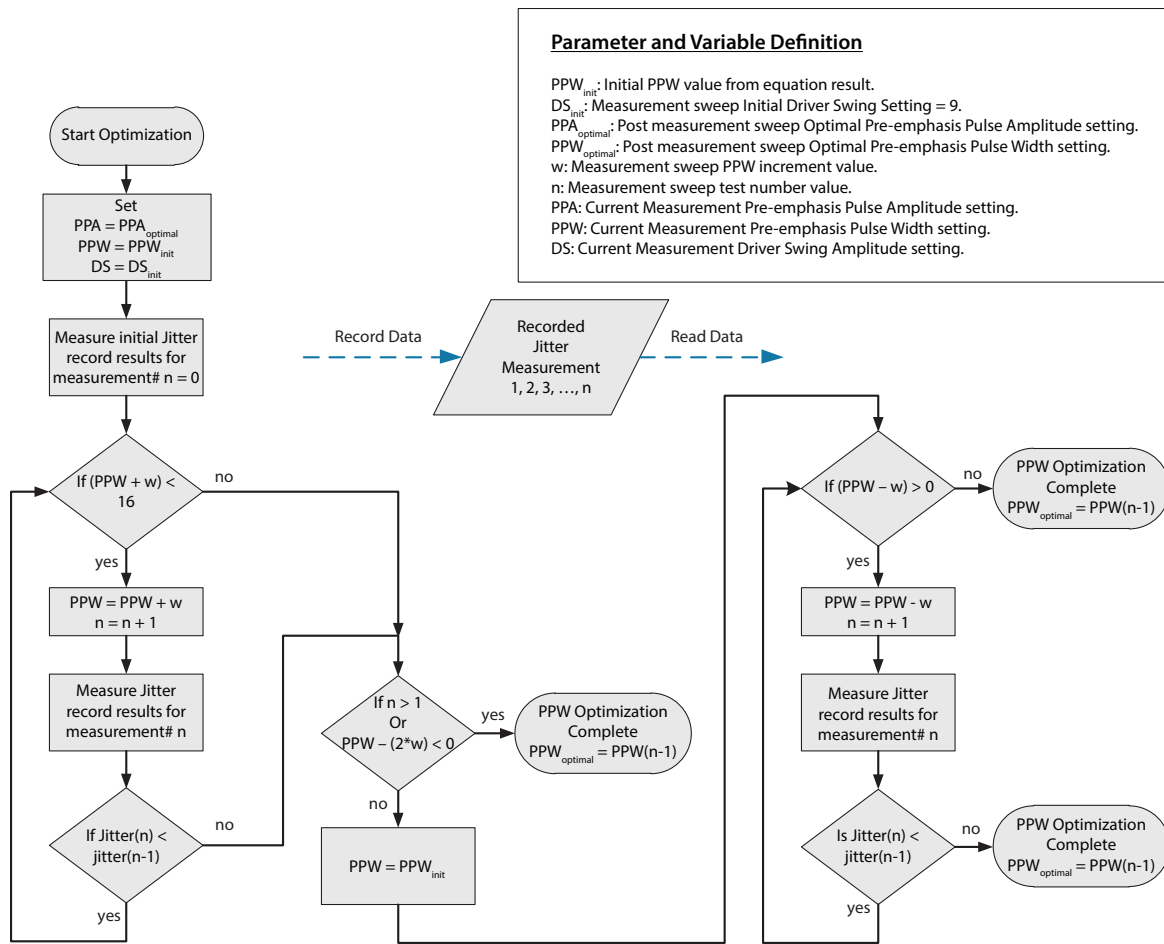 Parameter and Variable Definition
PPWinit: Initial PPW value from equation result.
DSinit: Measurement sweep Initial Driver Swing Setting = 9.
PPAoptimal: Post measurement sweep Optimal Pre-emphasis Pulse Amplitude setting.
PPWoptimal: Post measurement sweep Optimal Pre-emphasis Pulse Width setting.
w: Measurement sweep PPW increment value.
n: Measurement sweep test number value.
PPA: Current Measurement Pre-emphasis Pulse Amplitude setting.
PPW: Current Measurement Pre-emphasis Pulse Width setting.
DS: Current Measurement Driver Swing Amplitude setting.
Start Optimization
Set
PPA = PPAoptimal
PPW = PPWinit
DS = DSinit
Measure initial Jitter
record results for
measurement# n = 0
Record Data
Recorded
Jitter
Measurement
1, 2, 3, …, n
Read Data
If (PPW + w) <
16
no
yes
PPW = PPW + w
n = n + 1
Measure Jitter
record results for
measurement# n
If Jitter(n) <
jitter(n-1)
no
yes
If n > 1
Or
PPW – (2*w) < 0
yes
PPW Optimization
Complete
PPWoptimal = PPW(n-1)
no
PPW = PPWinit
If (PPW – w) > 0
no
PPW Optimization
Complete
PPWoptimal = PPW(n-1)
yes
PPW = PPW - w
n = n + 1
Measure Jitter
record results for
measurement# n
Is Jitter(n) <
jitter(n-1)
no
PPW Optimization
Complete
PPWoptimal = PPW(n-1)
yes